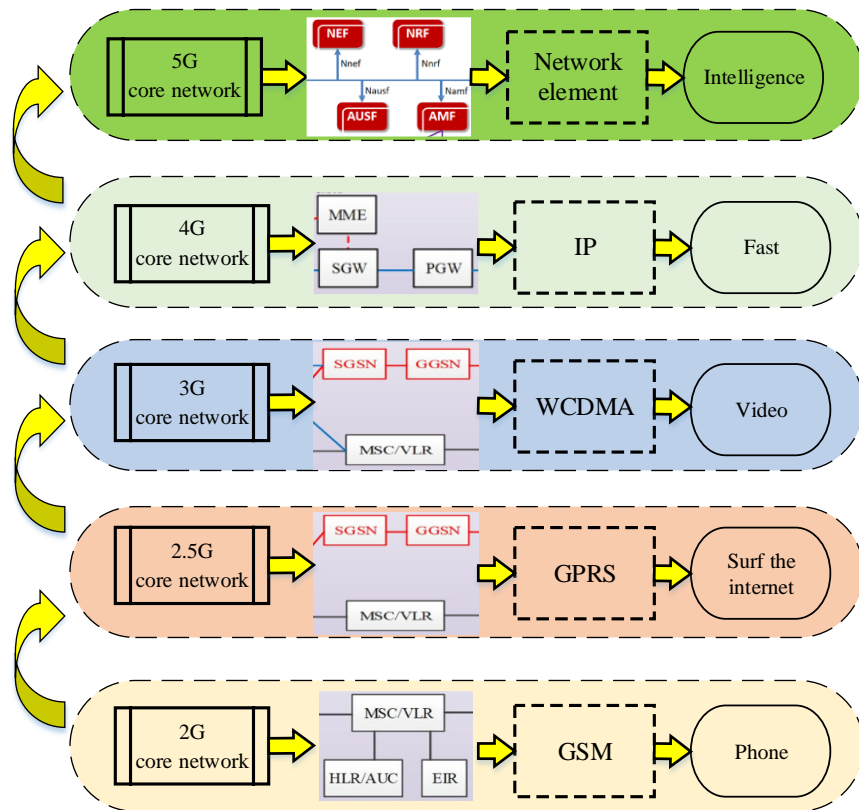 5G
core network
NEF
NRF
Nnef
Nnrf
Nausf
Namf
AUSF
AMF
Network
element
Intelligence
4G
core network
MME
SGW
PGW
IP
Fast
3G
core network
SGSN
GGSN
MSC/VLR
WCDMA
Video
2.5G
core network
SGSN
GGSN
MSC/VLR
GPRS
Surf the
internet
2G
core network
MSC/VLR
HLR/AUC
EIR
GSM
Phone